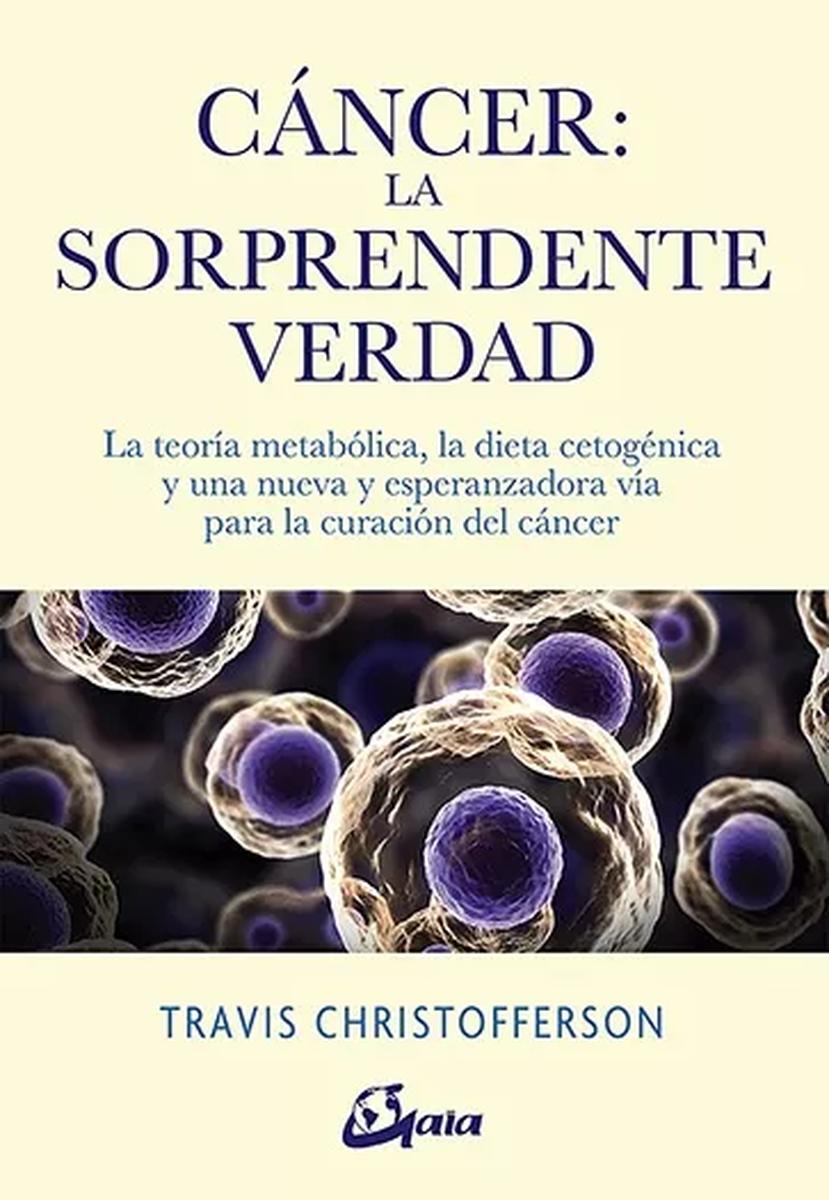 CÁNCER:
LA
SORPRENDENTE
VERDAD
La teoría metabólica, la dieta cetogénica
y una nueva y esperanzadora vía
para la curación del cáncer
TRAVIS CHRISTOFFERSON
Gaia